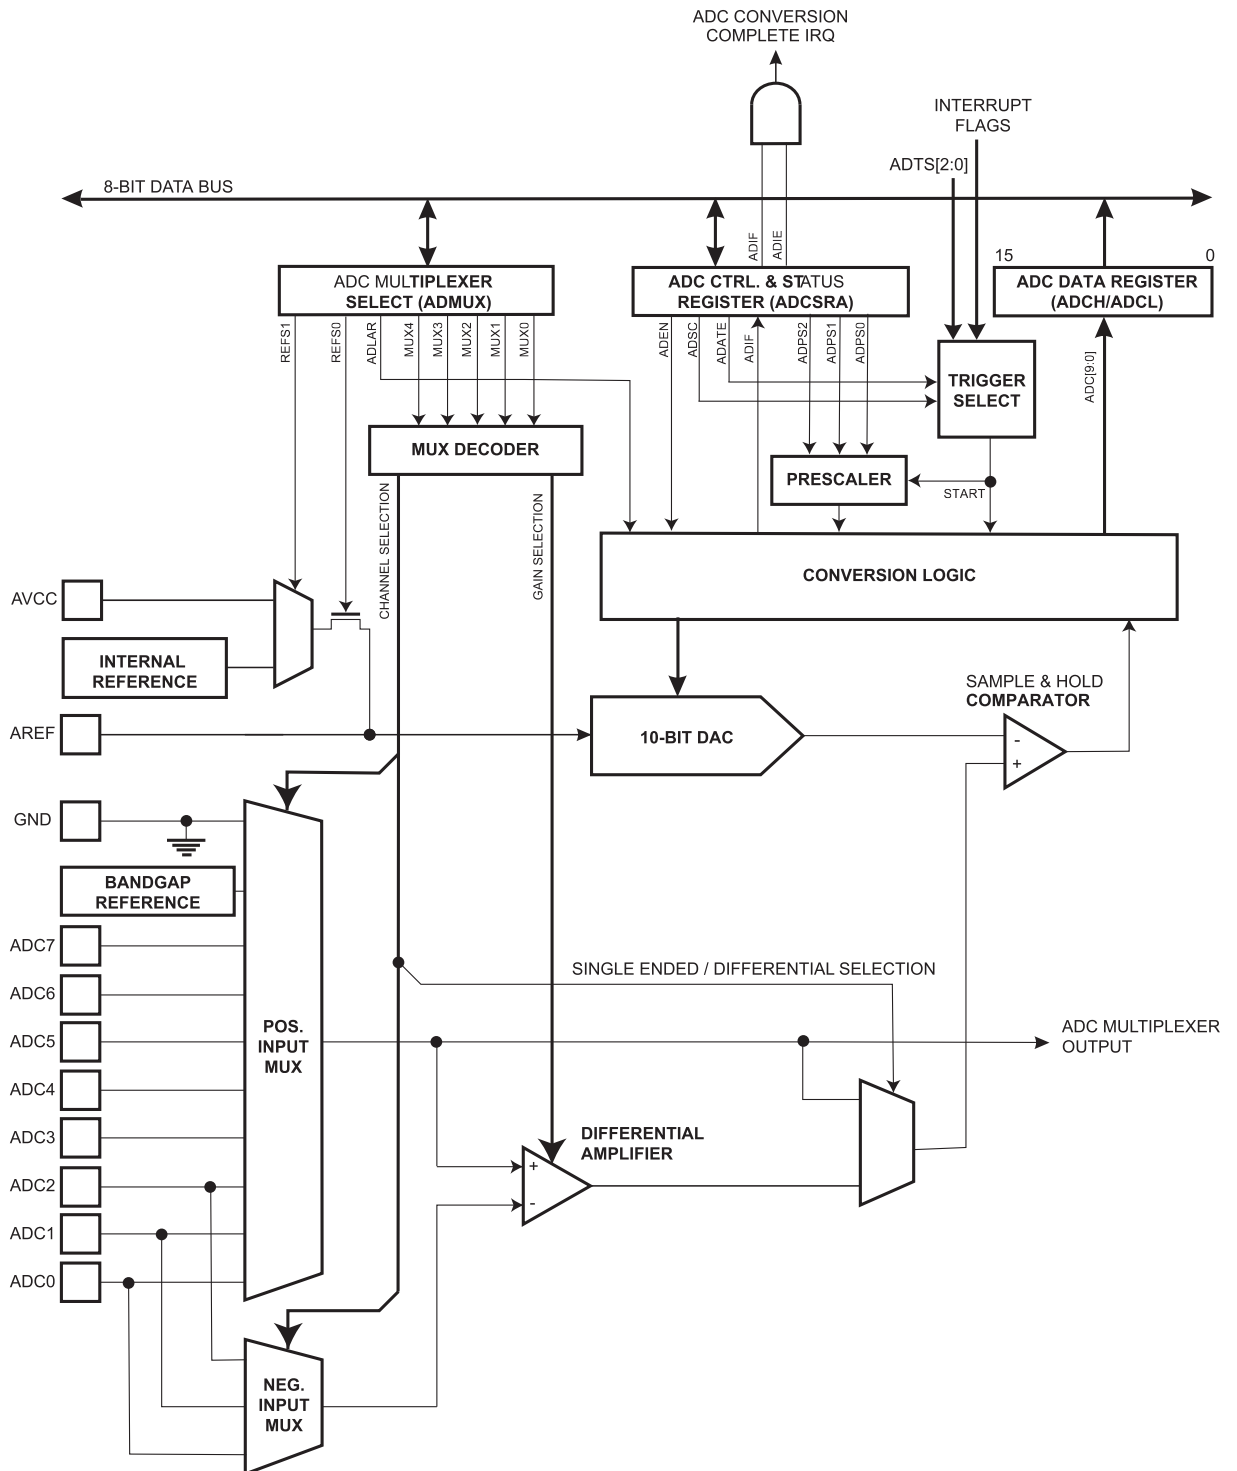 ADC CONVERSION
COMPLETE IRQ
INTERRUPT
FLAGS
ADTS[2:0]
8-BIT DATA BUS
ADIF
ADIE
15
0
ADC MULTIPLEXER
SELECT (ADMUX)
ADC CTRL. & STATUS
REGISTER (ADCSRA)
ADC DATA REGISTER
(ADCH/ADCL)
REFS1
REFS0
ADLAR
MUX4
MUX3
MUX2
MUX1
MUX0
ADEN
ADSC
ADATE
ADIF
ADPS2
ADPS1
ADPS0
ADC[9:0]
TRIGGER
SELECT
MUX DECODER
PRESCALER
START
CHANNEL SELECTION
GAIN SELECTION
CONVERSION LOGIC
AVCC
INTERNAL
REFERENCE
SAMPLE & HOLD
COMPARATOR
AREF
10-BIT DAC
-
+
GND
BANDGAP
REFERENCE
ADC7
SINGLE ENDED / DIFFERENTIAL SELECTION
ADC6
ADC5
POS.
INPUT
MUX
ADC MULTIPLEXER
OUTPUT
ADC4
ADC3
DIFFERENTIAL
AMPLIFIER
+
-
ADC2
ADC1
ADC0
NEG.
INPUT
MUX